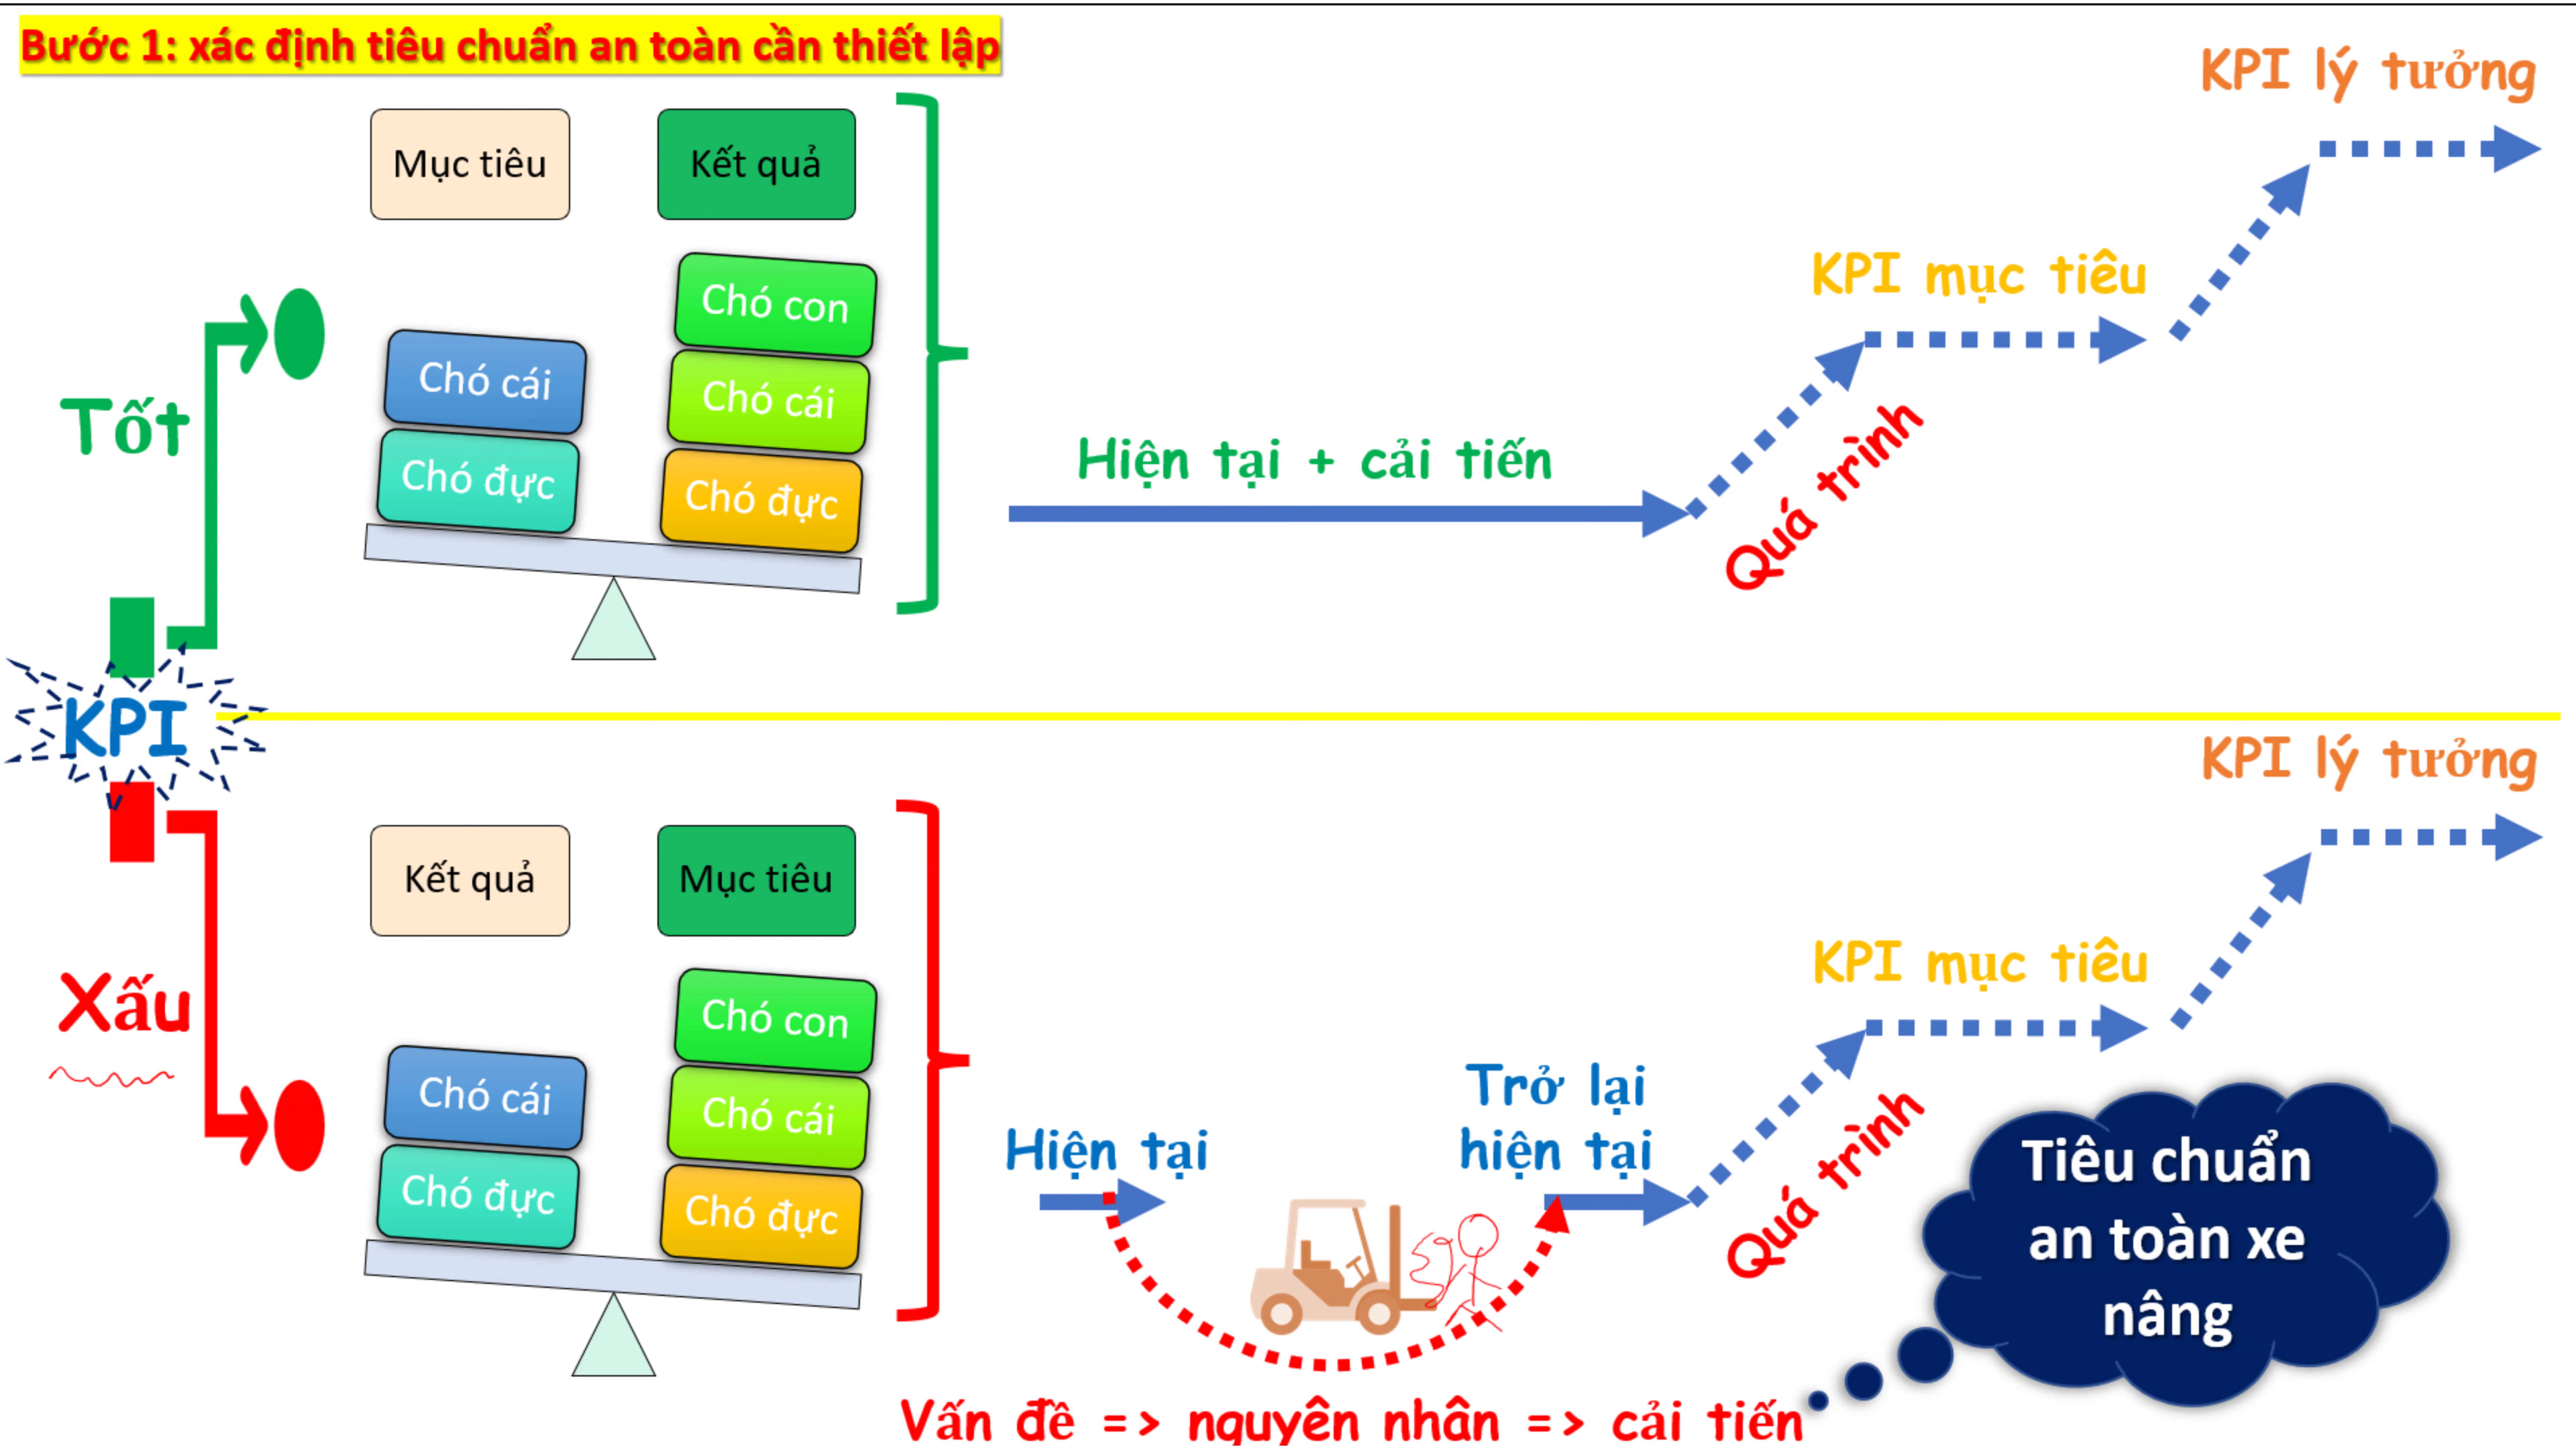 Bước 1: xác định tiêu chuẩn an toàn cần thiết lập
KPI lý tưởng
Mục tiêu
Kết quả
KPI mục tiêu
Chó con
Chó cái
Chó cái
Tốt
Chó đực
Chó đực
Hiện tại + cải tiến
Quá trình
KPI
KPI lý tưởng
Kết quả
Mục tiêu
KPI mục tiêu
Xấu
Chó con
Chó cái
Chó cái
Chó đực
Chó đực
Hiện tại
Trở lại
hiện tại
Quá trình
Tiêu chuẩn
an toàn xe
nâng
Vấn đề => nguyên nhân => cải tiến